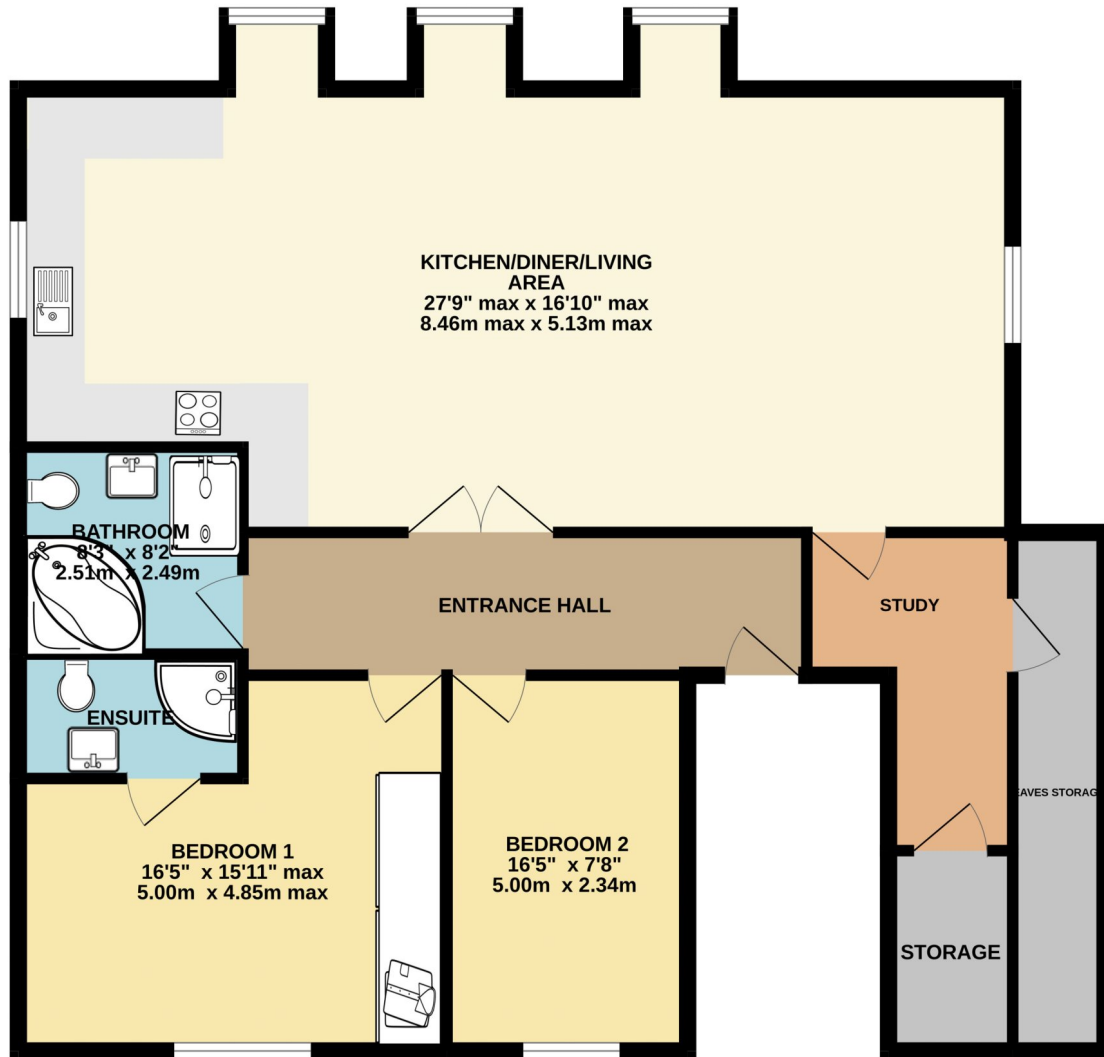 KITCHEN/DINER/LIVING
AREA
27'9" max x 16'10" max
8.46m max x 5.13m max
BATHROOM
8'3" x 8'2"
2.51m x 2.49m
ENTRANCE HALL
STUDY
ENSUITE
EAVES STORAGE
BEDROOM 1
16'5" x 15'11" max
5.00m x 4.85m max
BEDROOM 2
16'5" x 7'8"
5.00m x 2.34m
STORAGE